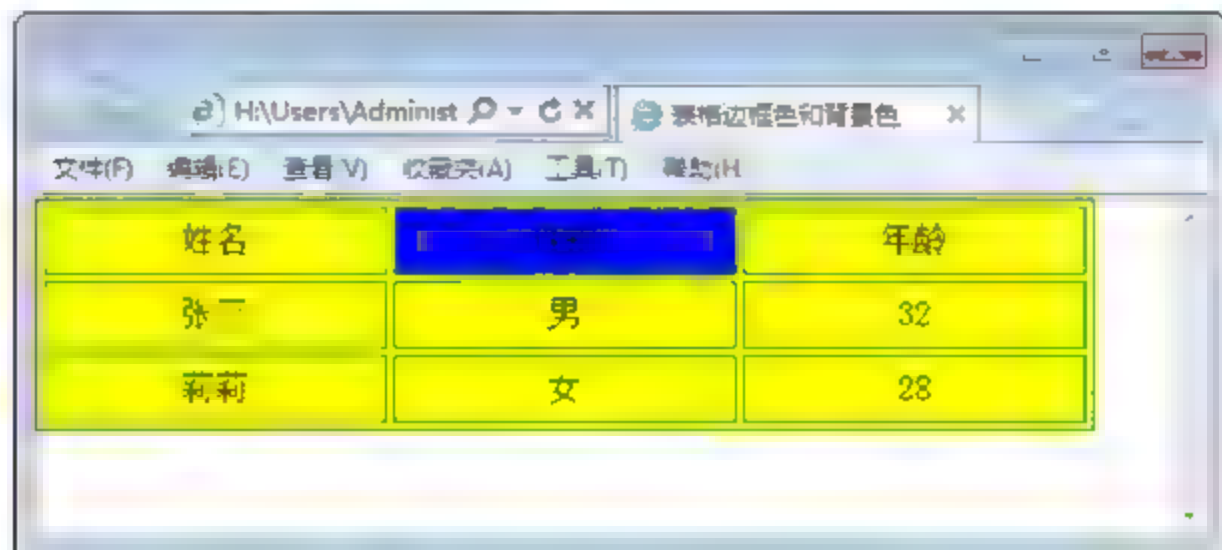 H:\Users\Administ 表格边框色和背景色
文件(F) 编辑(E) 查看(V) 收藏夹(A) 工具(T) 帮助(H
姓名 年龄
张 男 32
莉莉 女 28